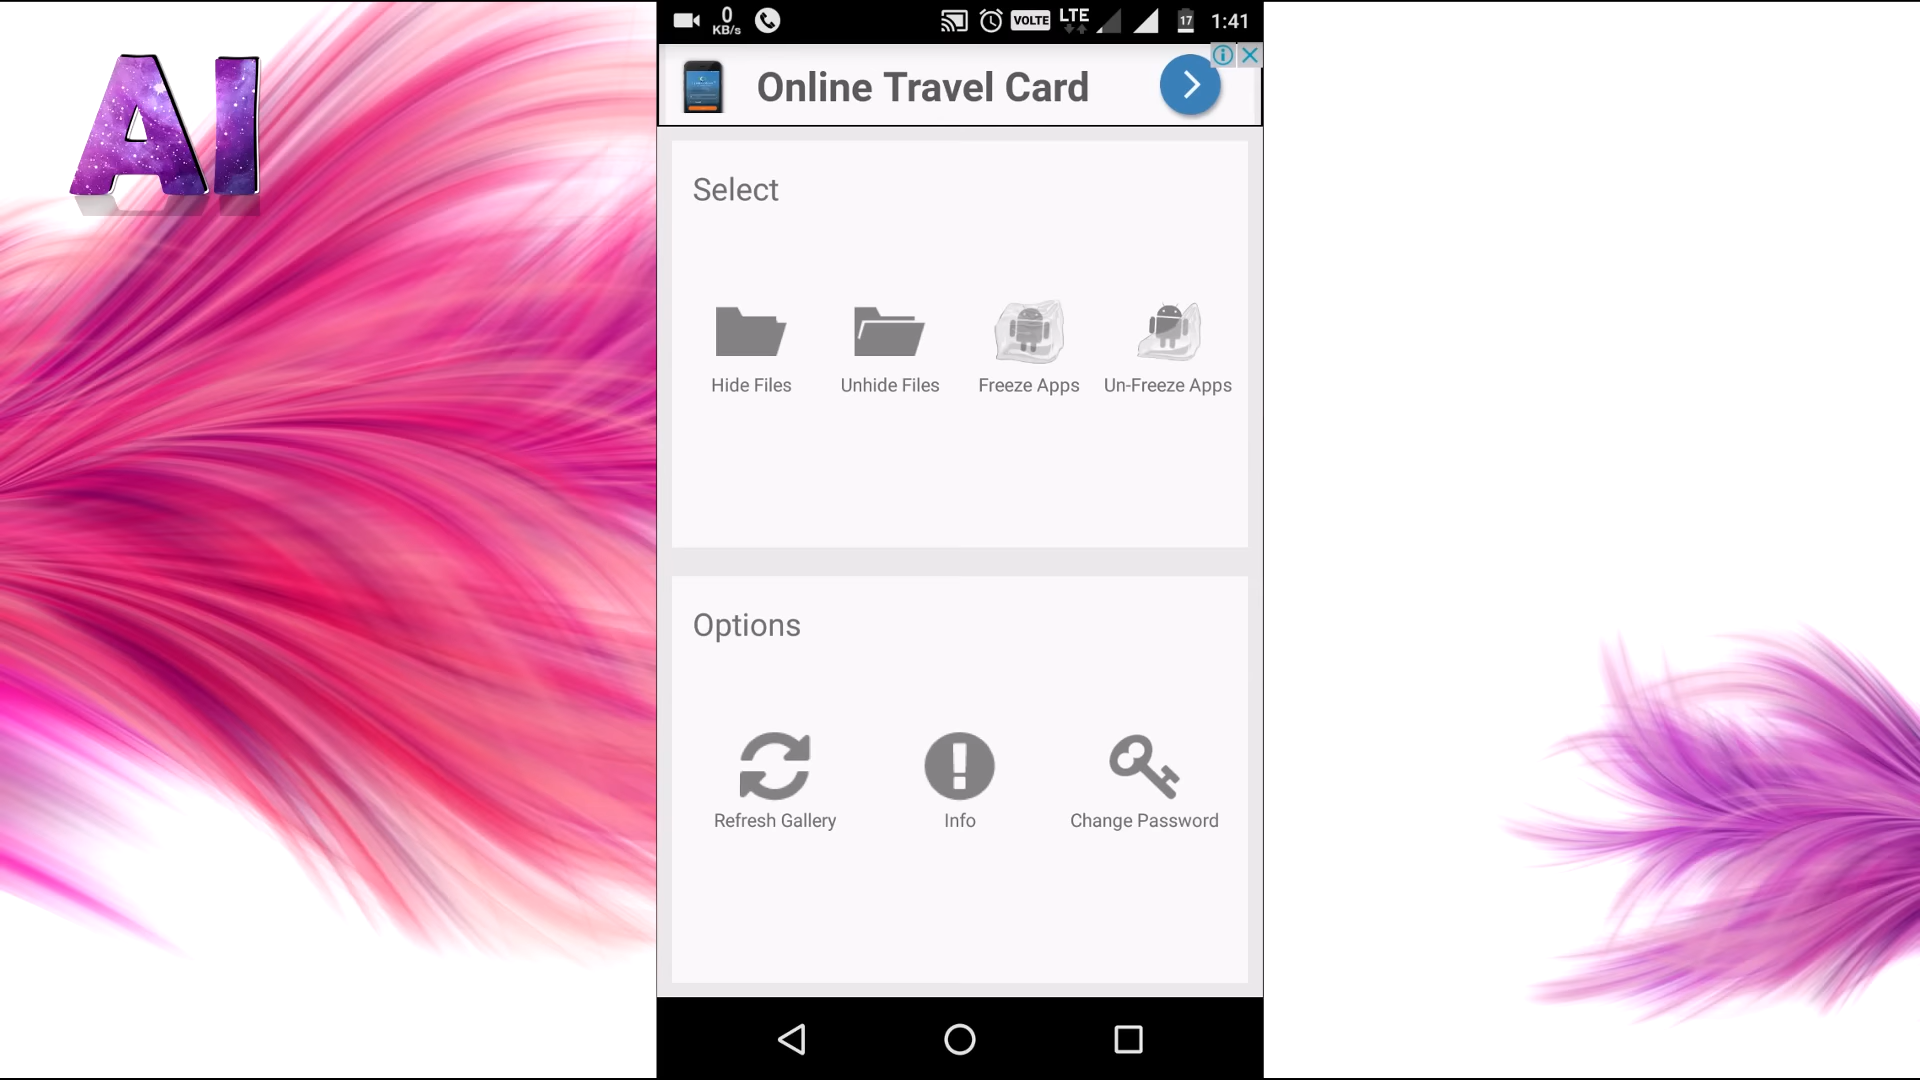 AI
0
KB/s
VOLTE
LTE
17
1:41
Online Travel Card
Select
Hide Files
Unhide Files
Freeze Apps
Un-Freeze Apps
Options
Refresh Gallery
Info
Change Password